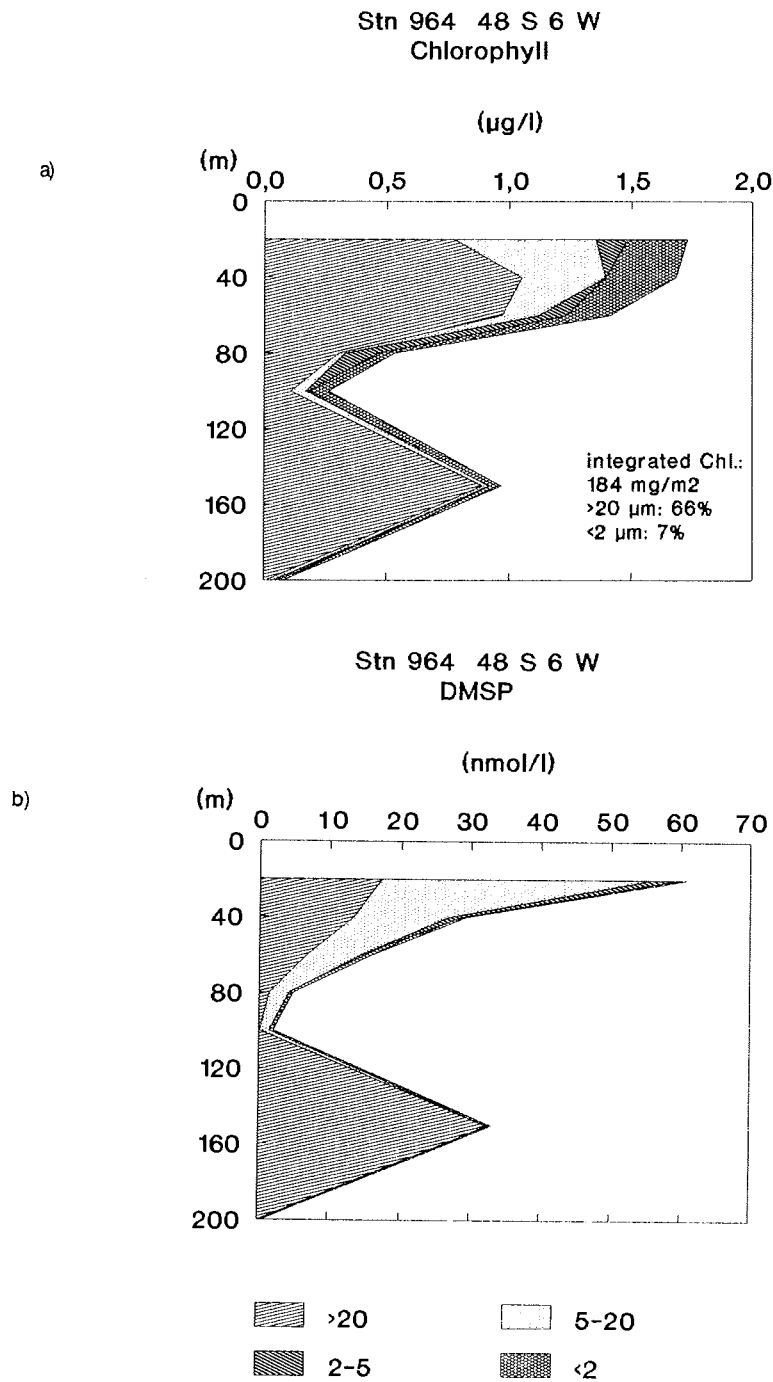 Stn 964 48 S 6 W
Chlorophyll
(µg/l)
a)
(m)
0,0 0,5 1,0 1,5 2,0
0
40
80
120
160
200
integrated Chl.:
184 mg/m2
>20 µm: 66%
<2 µm: 7%
Stn 964 48 S 6 W
DMSP
(nmol/l)
b)
(m)
0 10 20 30 40 50 60 70
0
40
80
120
160
200
>20
5-20
2-5
<2